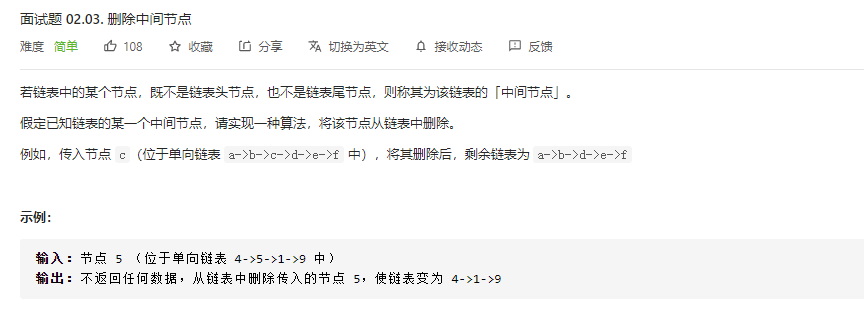 面试题 02.03. 删除中间节点
难度 简单 108 收藏 分享 切换为英文 接收动态 反馈
若链表中的某个节点，既不是链表头节点，也不是链表尾节点，则称其为该链表的「中间节点」。
假定已知链表的某一个中间节点，请实现一种算法，将该节点从链表中删除。
例如，传入节点 c（位于单向链表 a->b->c->d->e->f 中），将其删除后，剩余链表为 a->b->d->e->f
示例：
输入：节点 5 （位于单向链表 4->5->1->9 中）
输出：不返回任何数据，从链表中删除传入的节点 5，使链表变为 4->1->9